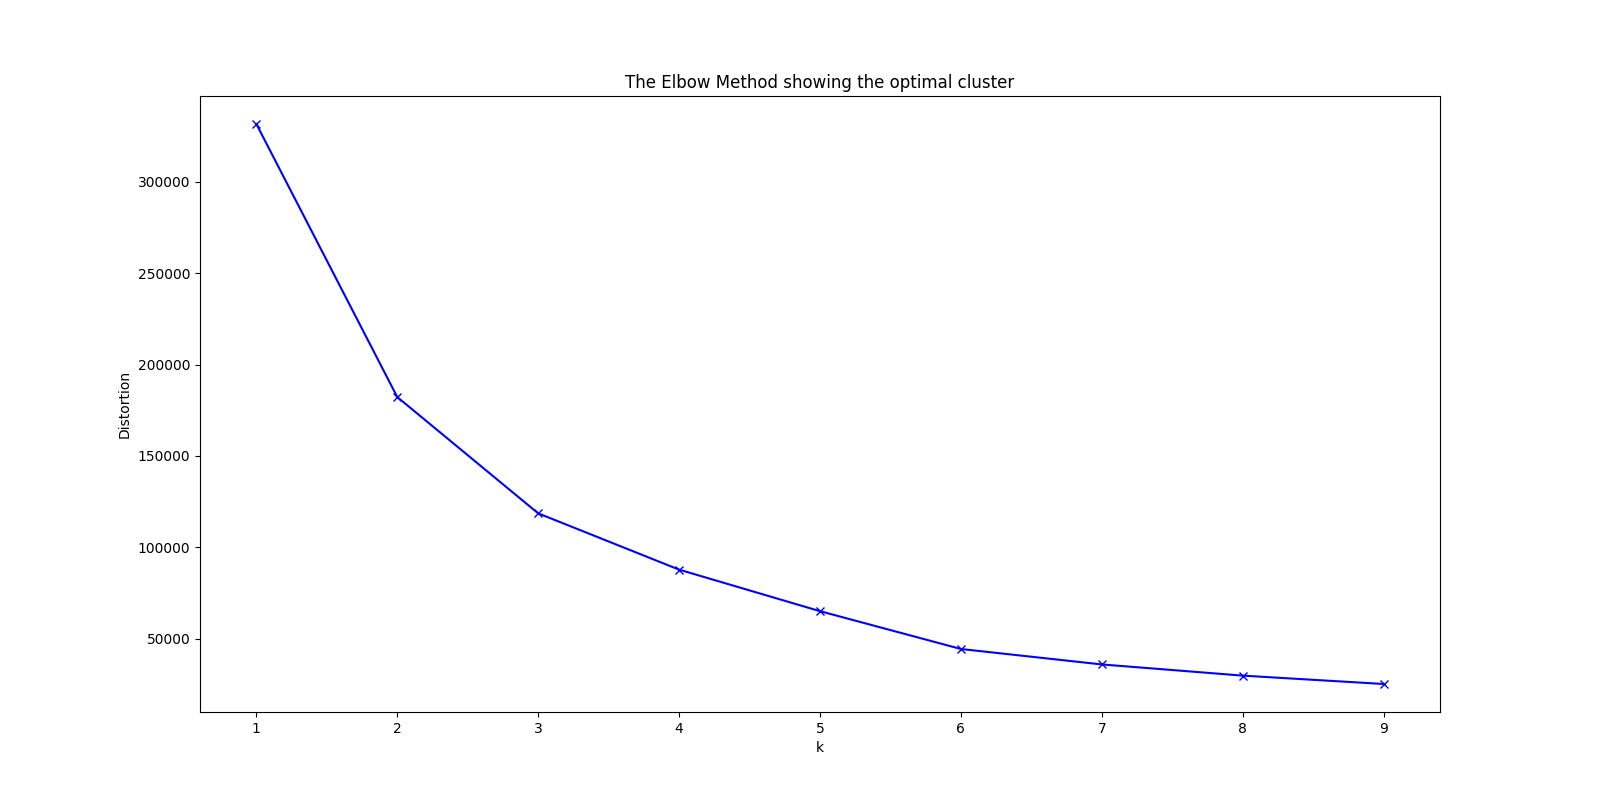 The Elbow Method showing the optimal cluster
300000
250000
200000
150000
100000
50000
Distortion
1 2 3 4 5 6 7 8 9
k